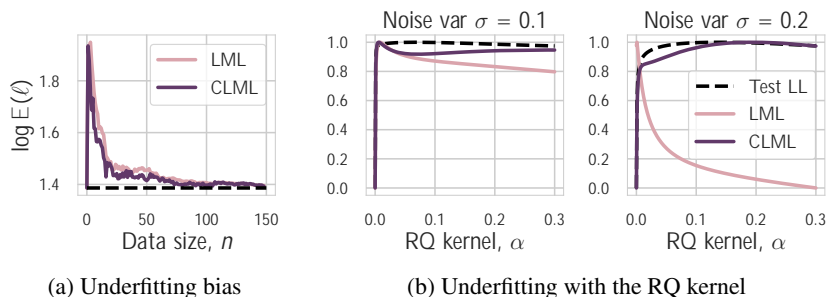 1.8
1.6
1.4
log E(ℓ)
LML
CLML
0 50 100 150
Data size, n
(a) Underfitting bias
Noise var σ = 0.1
1.0
0.8
0.6
0.4
0.2
0.0
0.0 0.1 0.2 0.3
RQ kernel, α
Noise var σ = 0.2
1.0
0.8
0.6
0.4
0.2
0.0
Test LL
LML
CLML
0.0 0.1 0.2 0.3
RQ kernel, α
(b) Underfitting with the RQ kernel